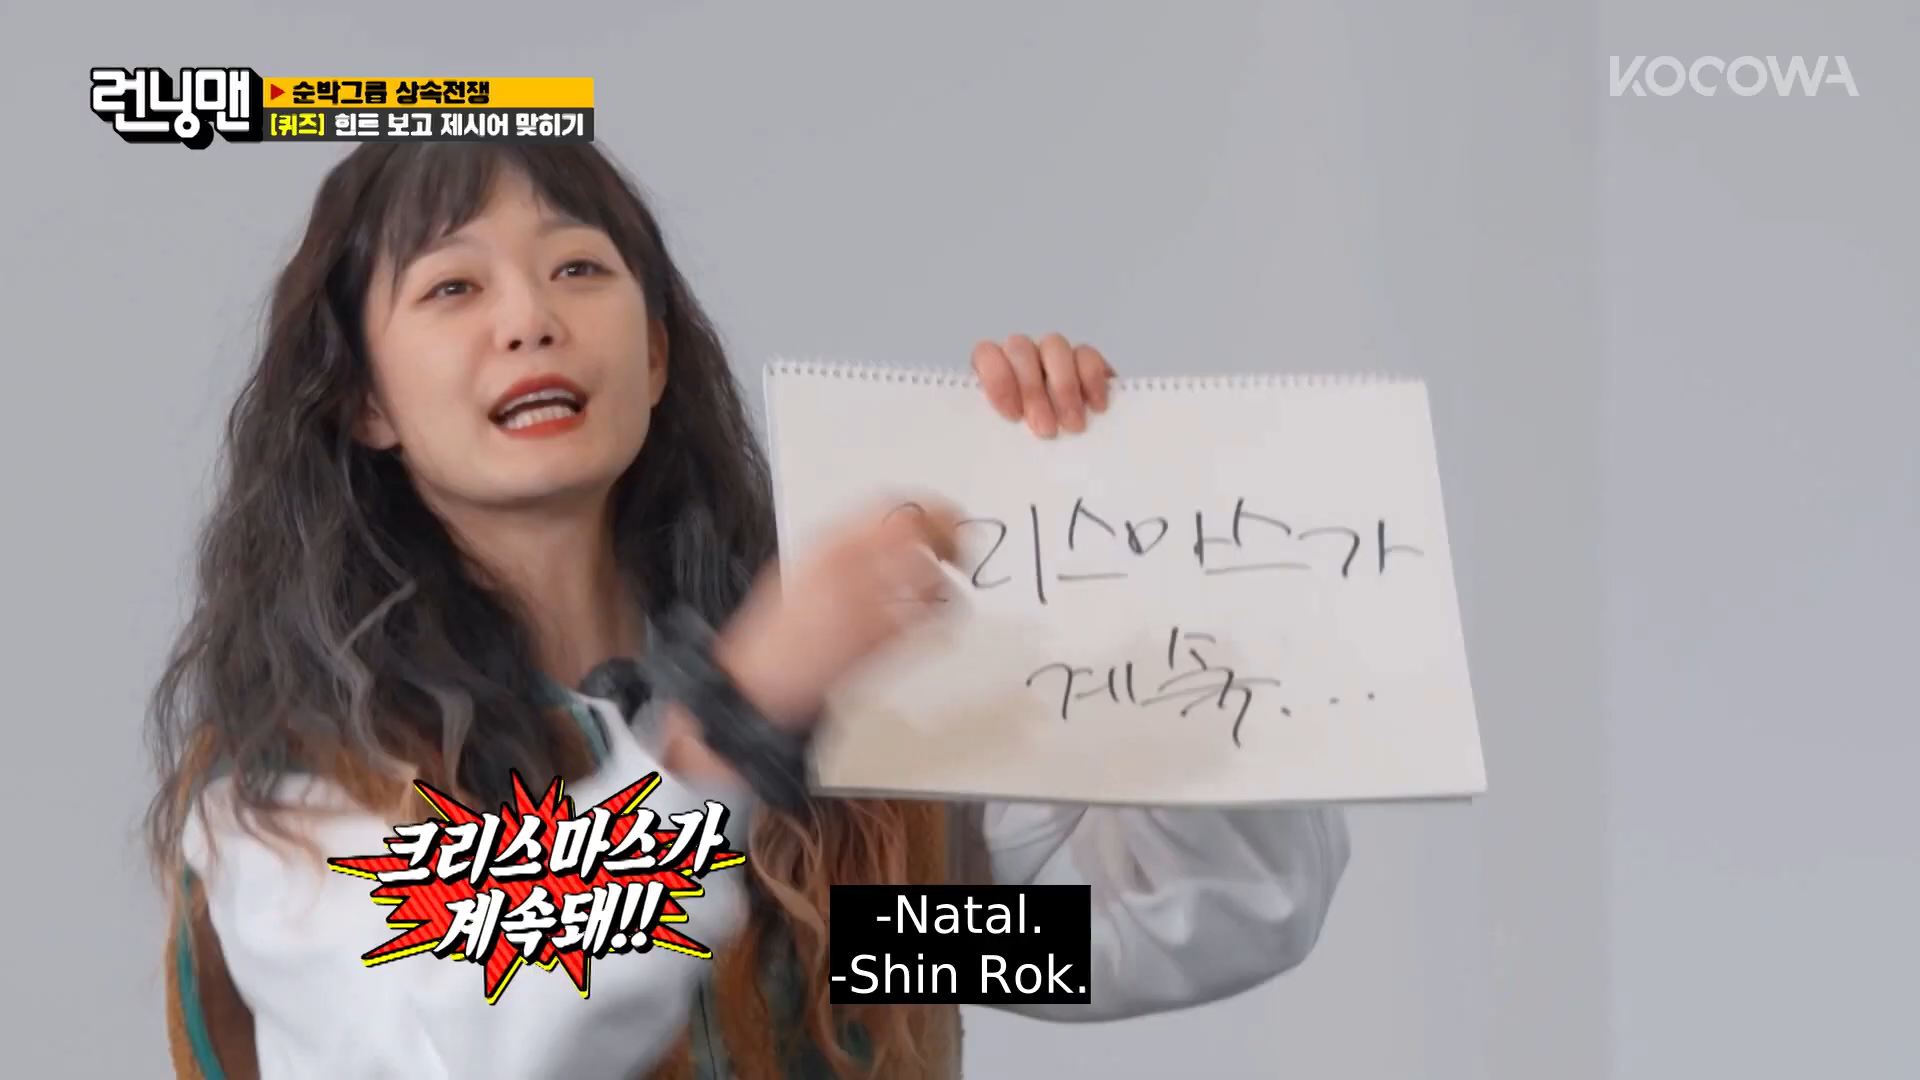 런닝맨
▶ 순박그룹 상속전쟁
[퀴즈] 힌트 보고 제시어 맞히기
KOCOWA
리스마스가
계속...
크리스마스가
계속돼!!
-Natal.
-Shin Rok.